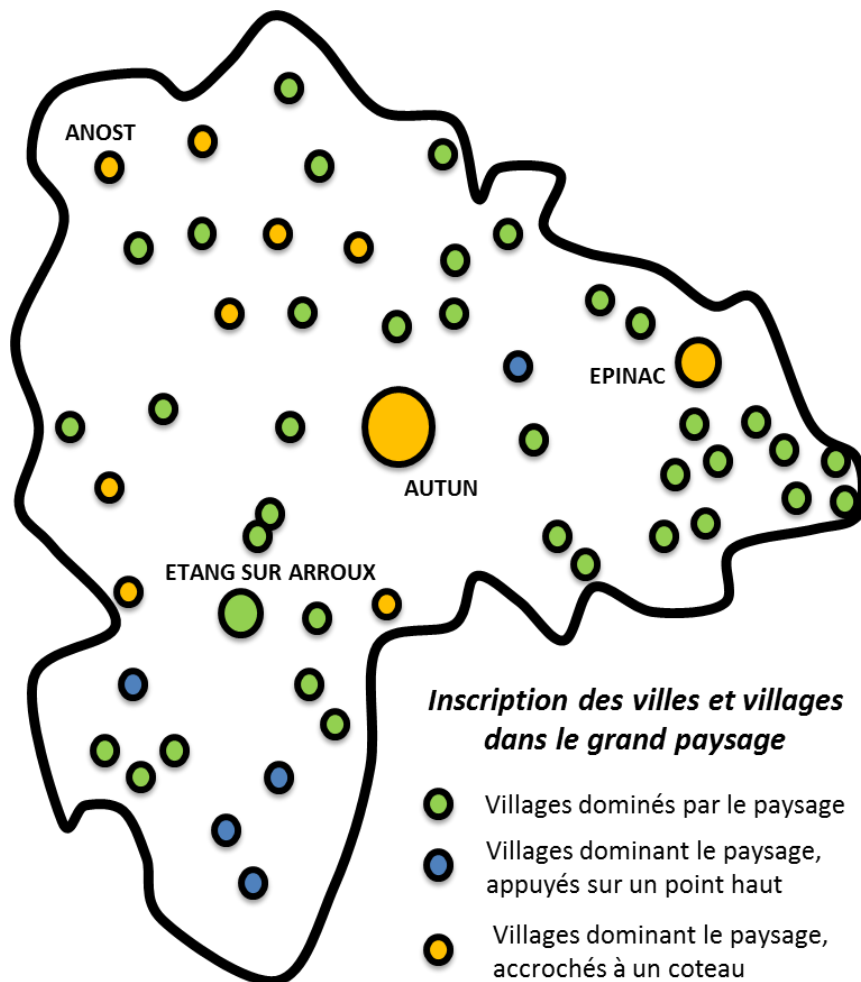 ANOST
EPINAC
AUTUN
ETANG SUR ARROUX
Inscription des villes et villages
dans le grand paysage
Villages dominés par le paysage
Villages dominant le paysage,
appuyés sur un point haut
Villages dominant le paysage,
accrochés à un coteau